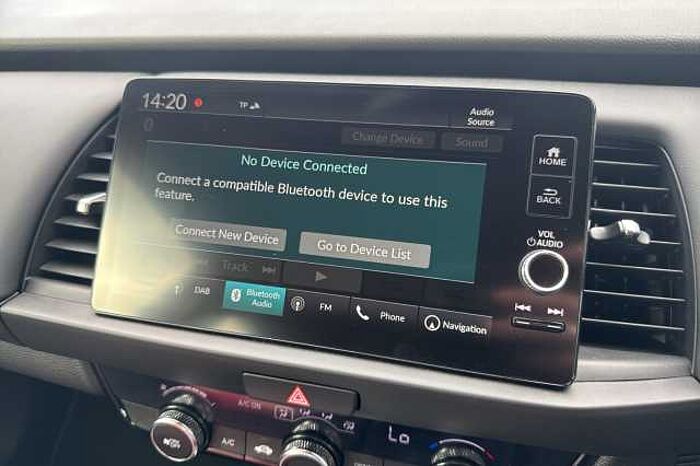 14:20 TP
Audio
Source
Change Device Sound
No Device Connected
Connect a compatible Bluetooth device to use this
feature.
Connect New Device Go to Device List
Track
DAB
Bluetooth
Audio
FM
Phone
Navigation
HOME
BACK
VOL
AUDIO
A/C ON
ON
A/C
Lo